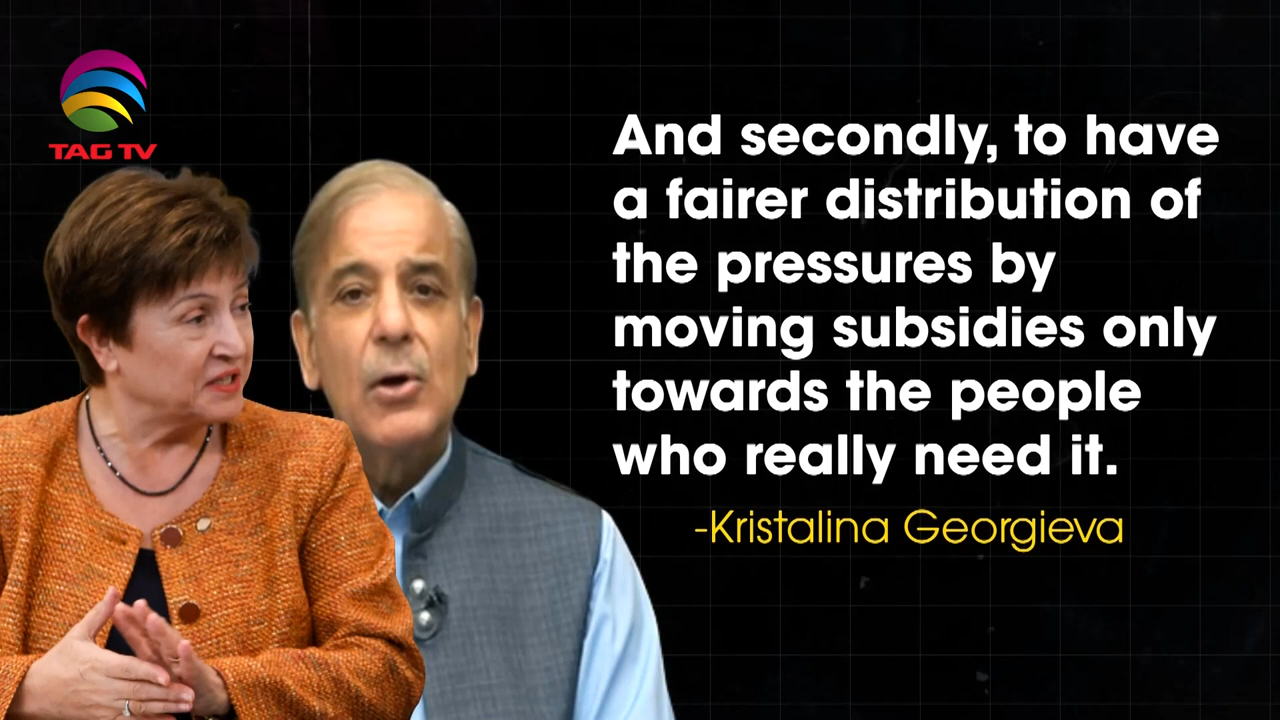 TAG TV
And secondly, to have
a fairer distribution of
the pressures by
moving subsidies only
towards the people
who really need it.
-Kristalina Georgieva